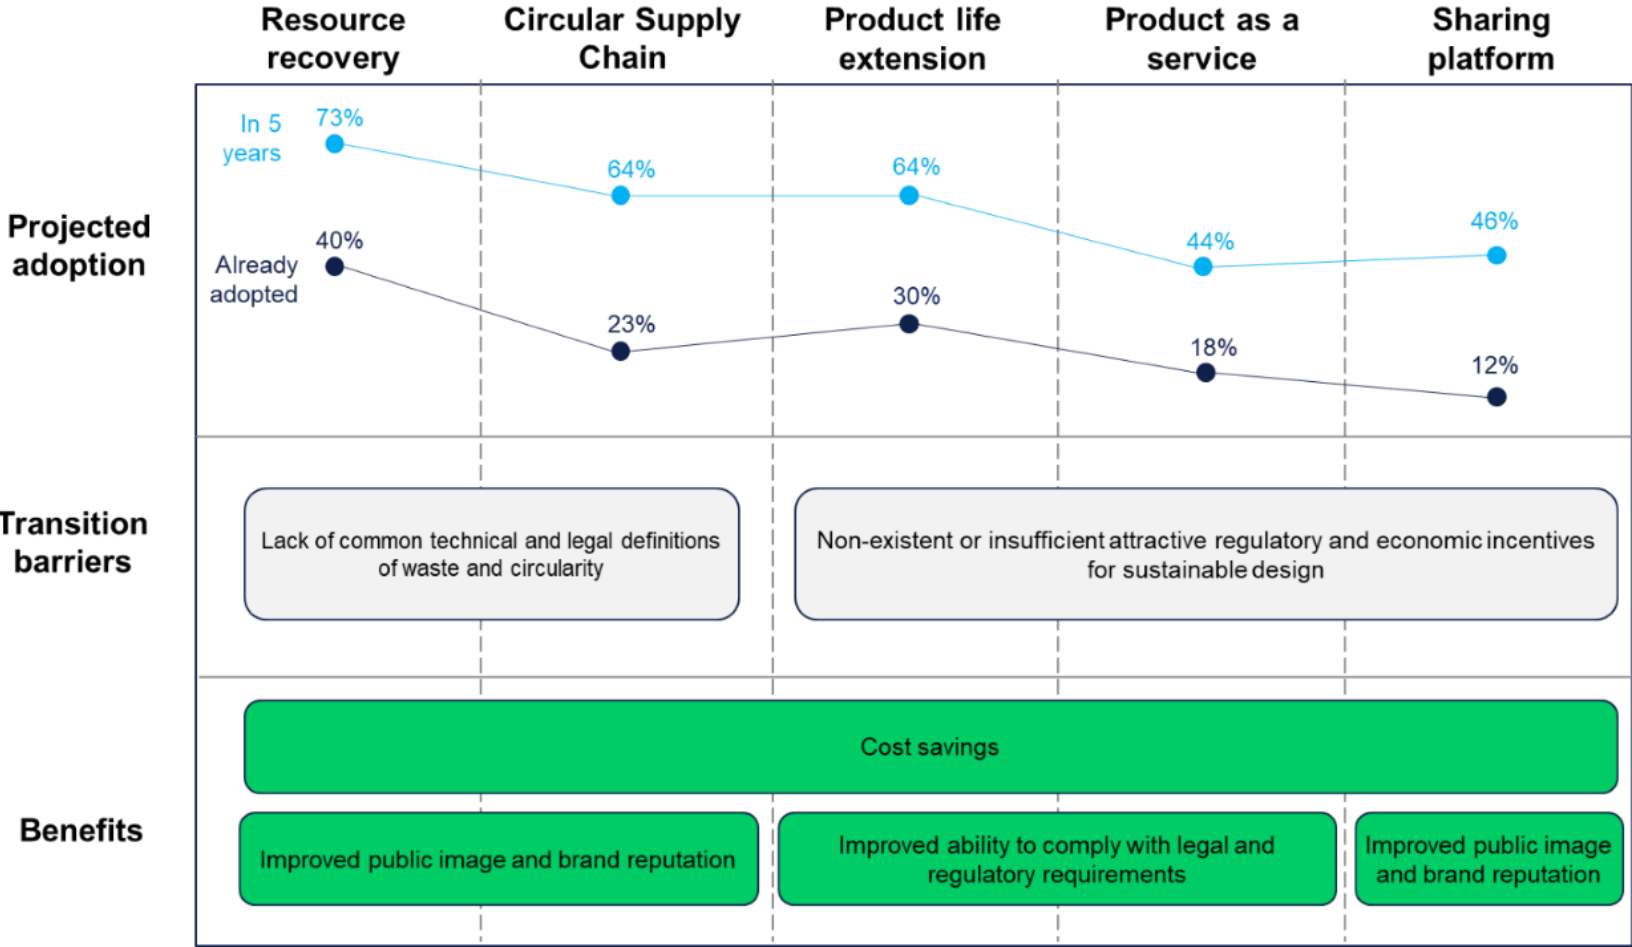 Resource
recovery
Circular Supply
Chain
Product life
extension
Product as a
service
Sharing
platform
Projected
adoption
In 5
years
73%
64%
64%
44%
46%
Already
adopted
40%
23%
30%
18%
12%
Transition
barriers
Lack of common technical and legal definitions
of waste and circularity
Non-existent or insufficient attractive regulatory and economic incentives
for sustainable design
Benefits
Cost savings
Improved public image and brand reputation
Improved ability to comply with legal and
regulatory requirements
Improved public image
and brand reputation